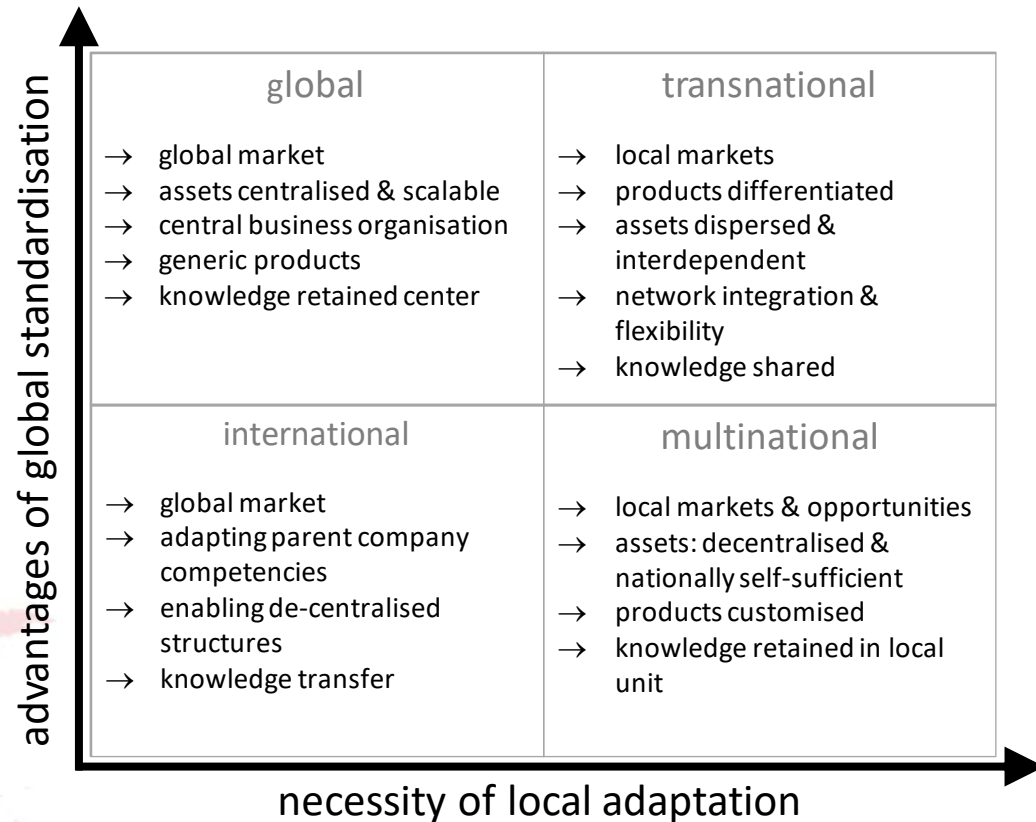 advantages of global standardisation
global
→ global market
→ assets centralised & scalable
→ central business organisation
→ generic products
→ knowledge retained center
transnational
→ local markets
→ products differentiated
→ assets dispersed &
interdependent
→ network integration &
flexibility
→ knowledge shared
international
→ global market
→ adapting parent company
competencies
→ enabling de-centralised
structures
→ knowledge transfer
multinational
→ local markets & opportunities
→ assets: decentralised &
nationally self-sufficient
→ products customised
→ knowledge retained in local
unit
necessity of local adaptation